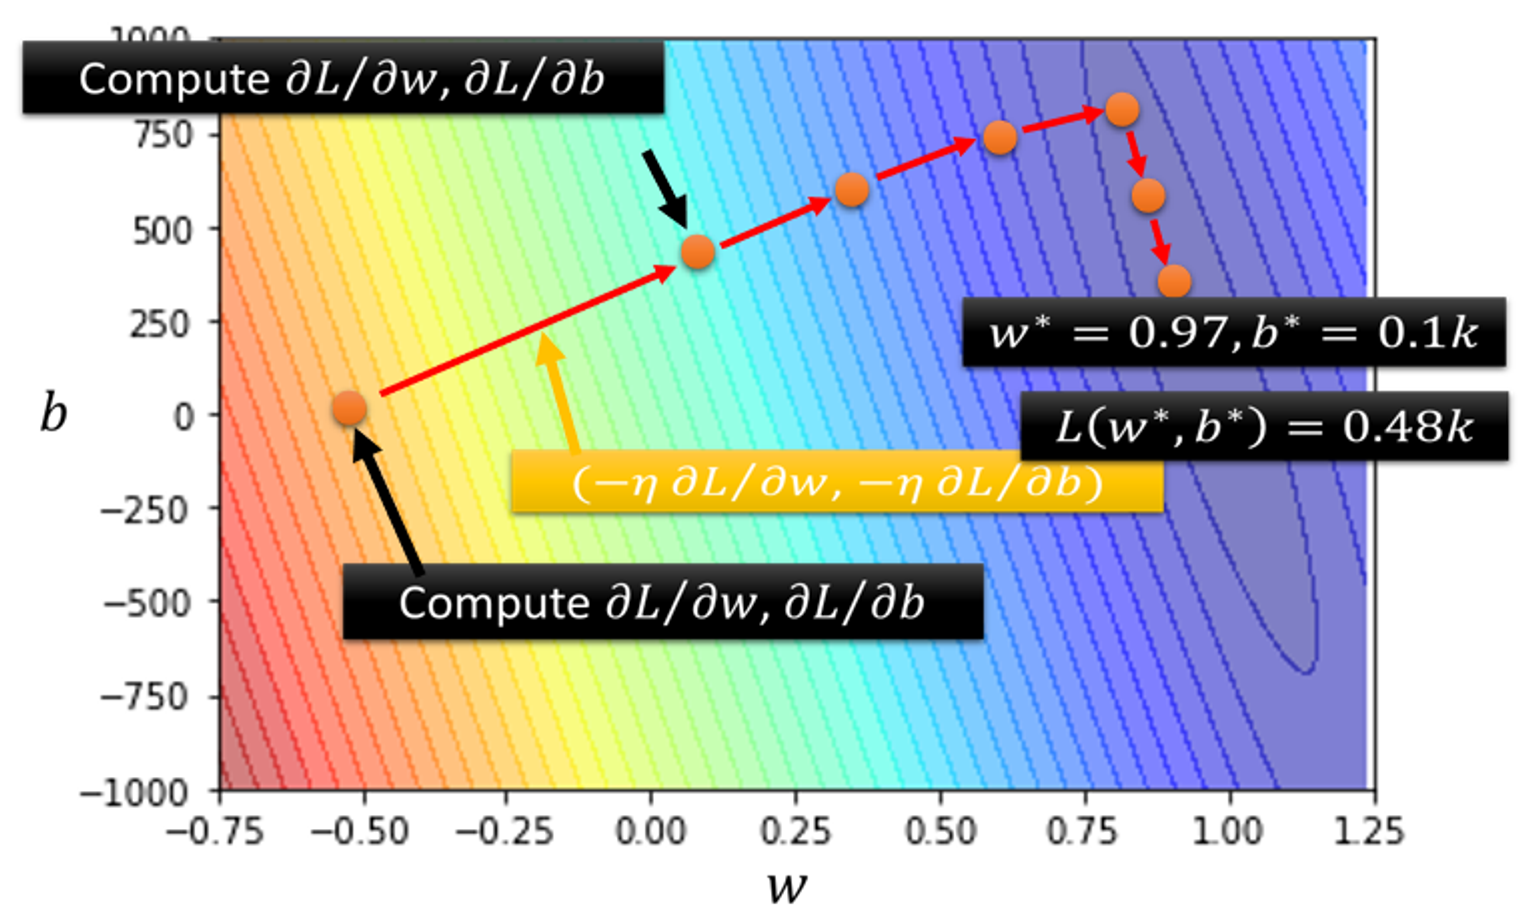 1000
Compute ∂L/∂w, ∂L/∂b
750
500
250
w* = 0.97, b* = 0.1k
b
0
L(w*, b*) = 0.48k
(−η ∂L/∂w, −η ∂L/∂b)
−250
Compute ∂L/∂w, ∂L/∂b
−500
−750
−1000
−0.75 −0.50 −0.25 0.00 0.25 0.50 0.75 1.00 1.25
w